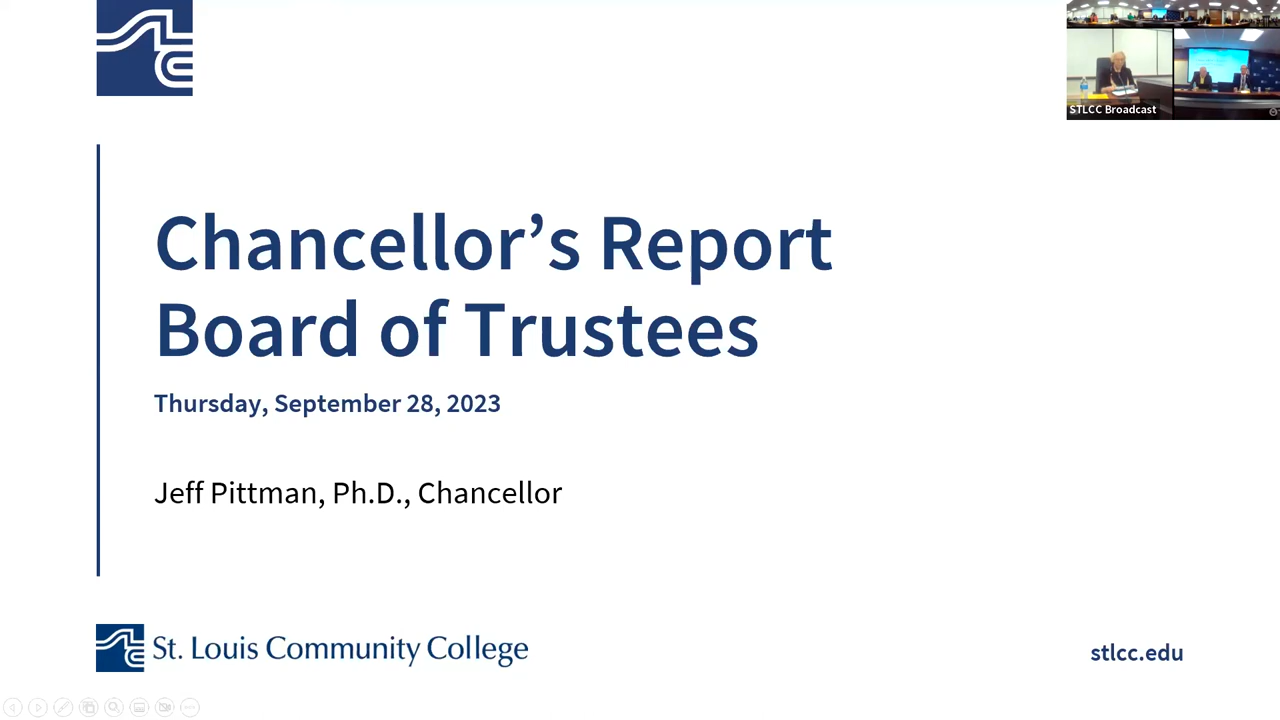 STLCC Broadcast
Chancellor’s Report
Board of Trustees
Thursday, September 28, 2023
Jeff Pittman, Ph.D., Chancellor
St. Louis Community College
stlcc.edu